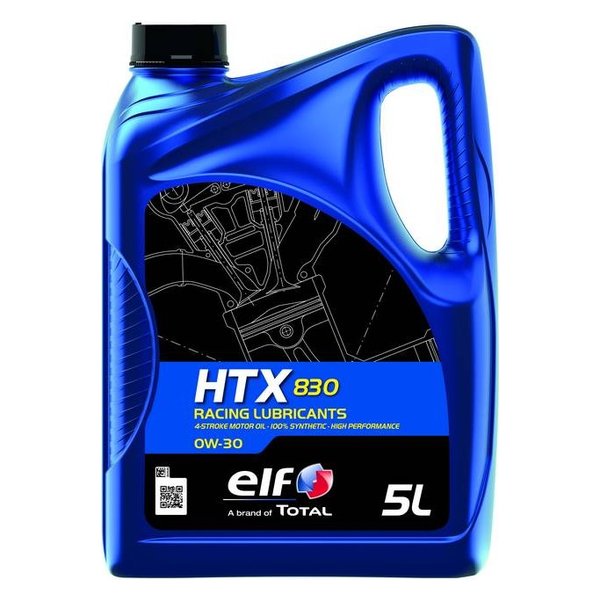 HTX 830
RACING LUBRICANTS
4-STROKE MOTOR OIL - 100% SYNTHETIC - HIGH PERFORMANCE
0W-30
elf
A brand of TOTAL
5L